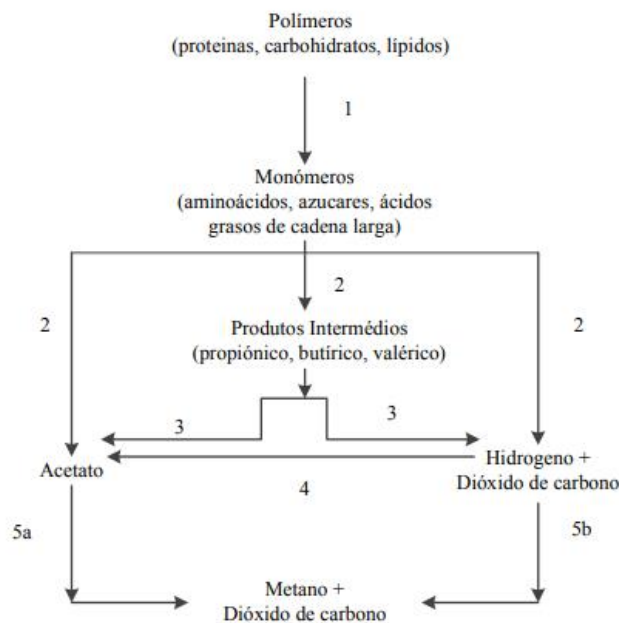 Polímeros
(proteinas, carbohidratos, lípidos)
1
Monómeros
(aminoácidos, azucares, ácidos
grasos de cadena larga)
2
2
2
Produtos Intermédios
(propiónico, butírico, valérico)
3
3
Acetato
4
Hidrogeno +
Dióxido de carbono
5a
5b
Metano +
Dióxido de carbono